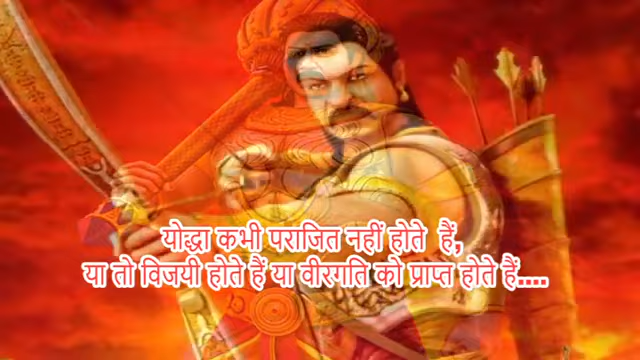 योद्धा कभी पराजित नहीं होते हैं,
या तो विजयी होते हैं या वीरगति को प्राप्त होते हैं....